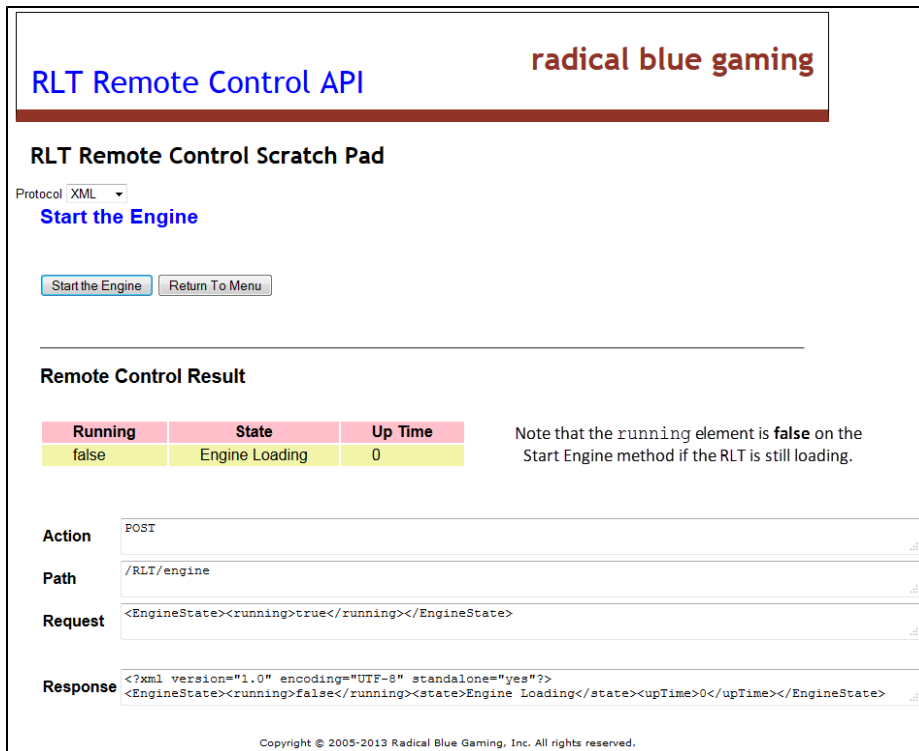 radical blue gaming
RLT Remote Control API
RLT Remote Control Scratch Pad
Protocol XML
Start the Engine
Start the Engine Return To Menu
Remote Control Result
Running State Up Time
false Engine Loading 0
Note that the running element is false on the
Start Engine method if the RLT is still loading.
Action POST
Path /RLT/engine
Request <EngineState><running>true</running></EngineState>
Response <?xml version="1.0" encoding="UTF-8" standalone="yes"?>
<EngineState><running>false</running><state>Engine Loading</state><upTime>0</upTime></EngineState>
Copyright © 2005-2013 Radical Blue Gaming, Inc. All rights reserved.